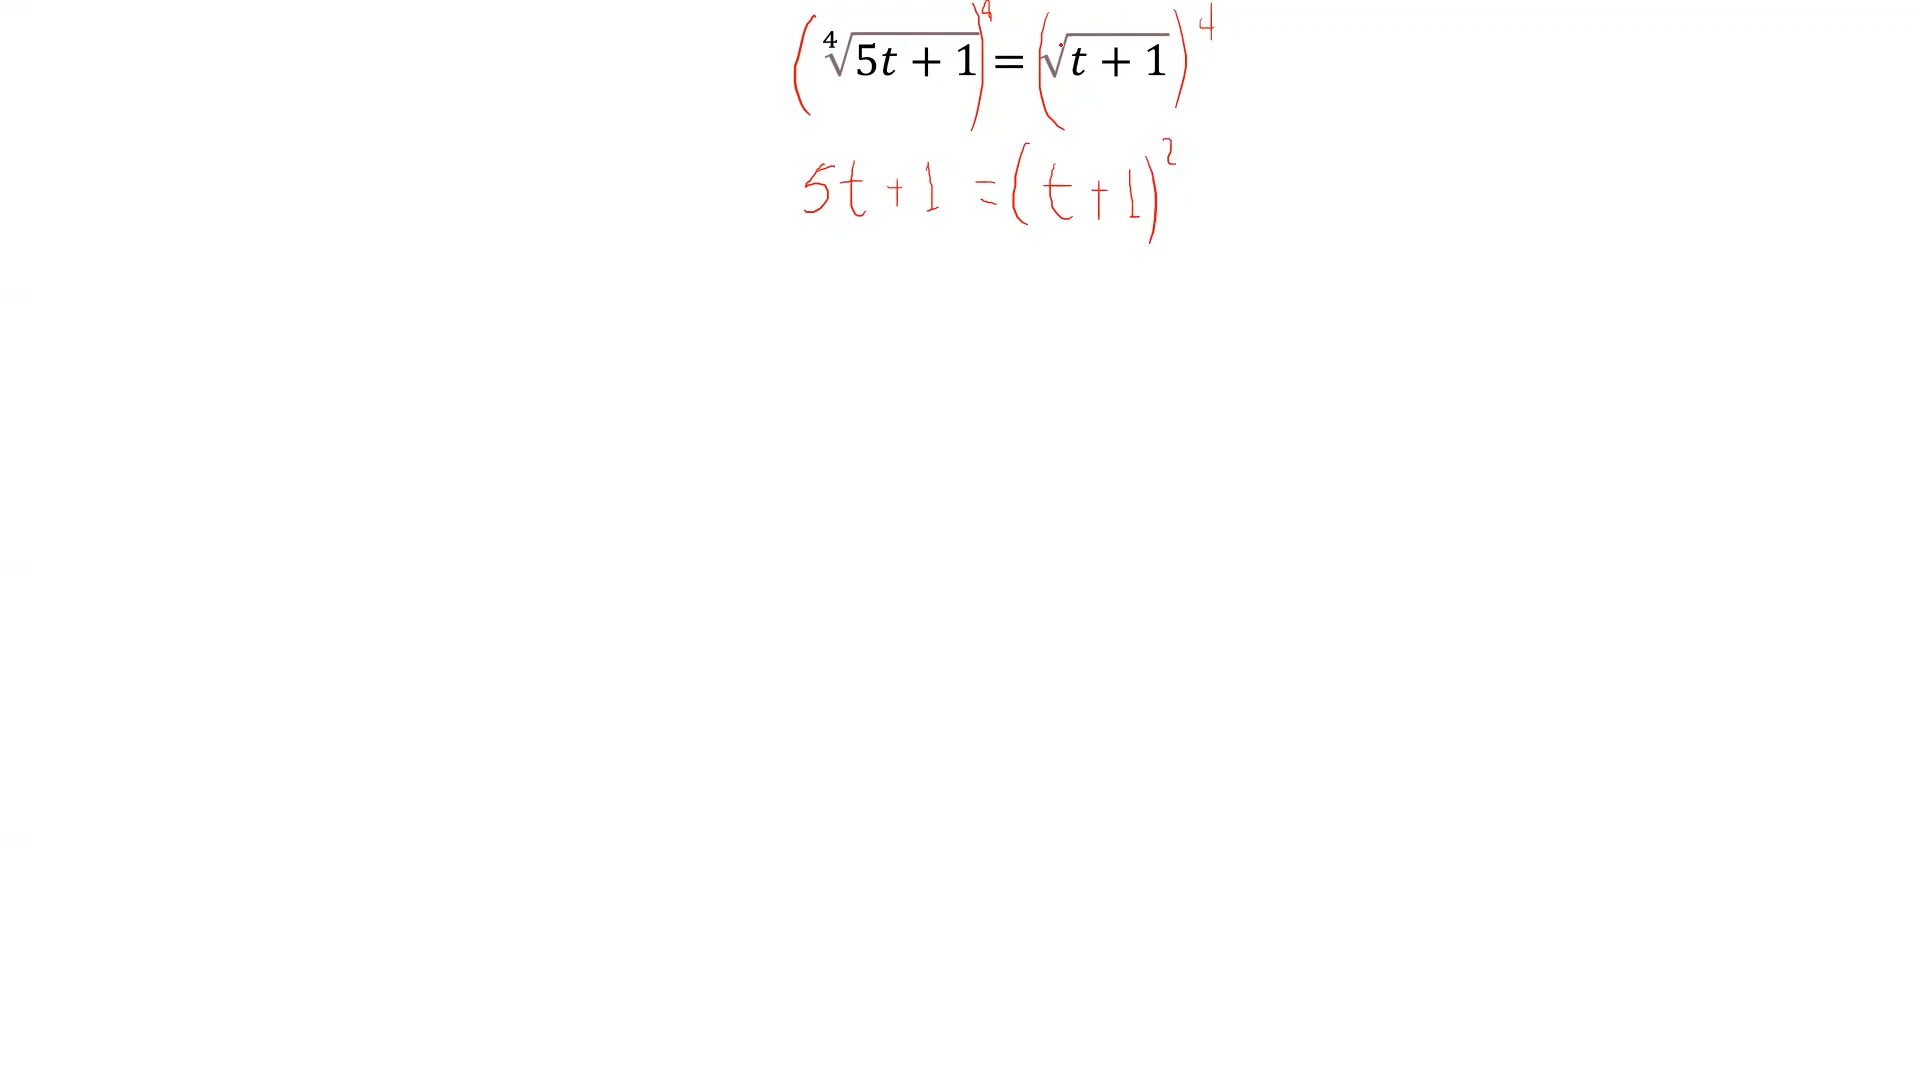 (⁴√(5t + 1))⁴ = (√(t + 1))⁴
5t + 1 = (t + 1)²